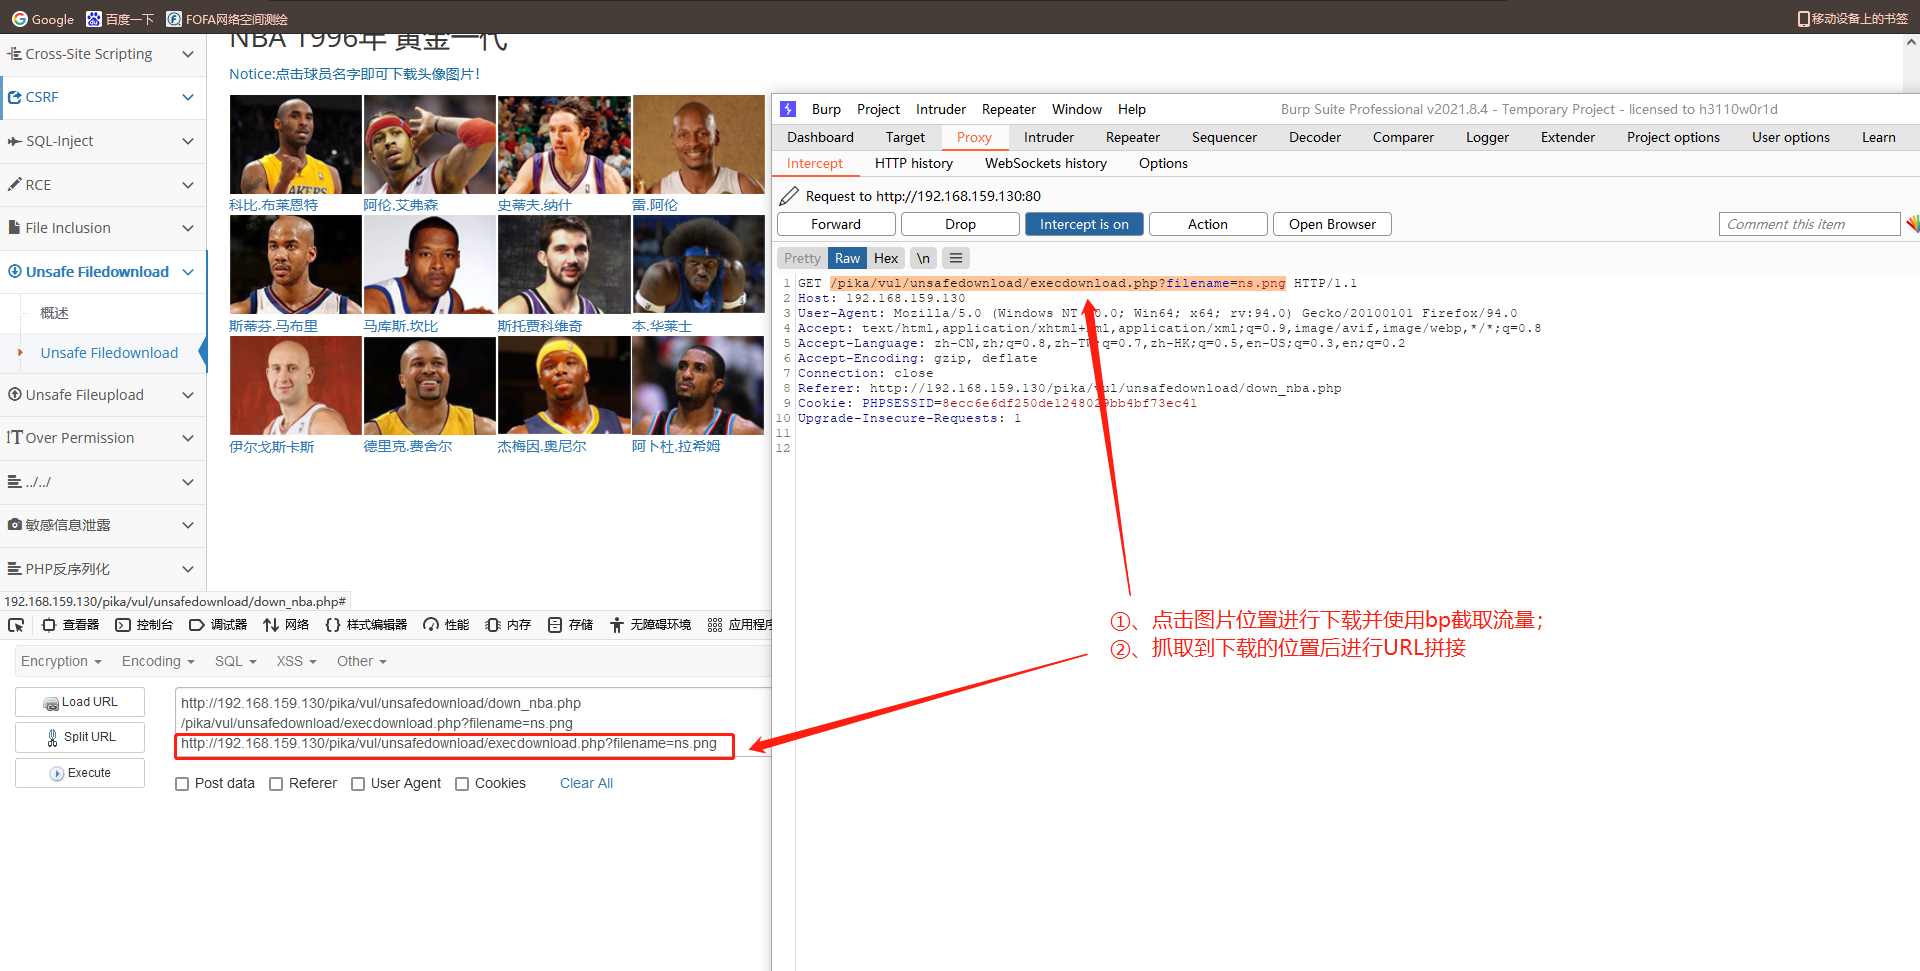 Google 百度一下 FOFA网络空间测绘 移动设备上的书签
Cross-Site Scripting
CSRF
SQL-Inject
RCE
File Inclusion
Unsafe Filedownload
概述
Unsafe Filedownload
Unsafe Fileupload
Over Permission
../../
敏感信息泄露
PHP反序列化
NBA 1996年 黄金一代
Notice:点击球员名字即可下载头像图片!
科比.布莱恩特 阿伦.艾弗森 史蒂夫.纳什 雷.阿伦
斯蒂芬.马布里 马库斯.坎比 斯托贾科维奇 本.华莱士
伊尔戈斯卡斯 德里克.费舍尔 杰梅因.奥尼尔 阿卜杜.拉希姆
192.168.159.130/pika/vul/unsafedownload/down_nba.php#
查看器 控制台 调试器 网络 样式编辑器 性能 内存 存储 无障碍环境 应用程序
Encryption Encoding SQL XSS Other
Load URL
Split URL
Execute
http://192.168.159.130/pika/vul/unsafedownload/down_nba.php
/pika/vul/unsafedownload/execdownload.php?filename=ns.png
http://192.168.159.130/pika/vul/unsafedownload/execdownload.php?filename=ns.png
Post data Referer User Agent Cookies Clear All
Burp Project Intruder Repeater Window Help Burp Suite Professional v2021.8.4 - Temporary Project - licensed to h3110w0r1d
Dashboard Target Proxy Intruder Repeater Sequencer Decoder Comparer Logger Extender Project options User options Learn
Intercept HTTP history WebSockets history Options
Request to http://192.168.159.130:80
Forward Drop Intercept is on Action Open Browser Comment this item
Pretty Raw Hex \n
1 GET /pika/vul/unsafedownload/execdownload.php?filename=ns.png HTTP/1.1
2 Host: 192.168.159.130
3 User-Agent: Mozilla/5.0 (Windows NT 10.0; Win64; x64; rv:94.0) Gecko/20100101 Firefox/94.0
4 Accept: text/html,application/xhtml+xml,application/xml;q=0.9,image/avif,image/webp,*/*;q=0.8
5 Accept-Language: zh-CN,zh;q=0.8,zh-TW;q=0.7,zh-HK;q=0.5,en-US;q=0.3,en;q=0.2
6 Accept-Encoding: gzip, deflate
7 Connection: close
8 Referer: http://192.168.159.130/pika/vul/unsafedownload/down_nba.php
9 Cookie: PHPSESSID=8ecc6e6df250de1248029bb4bf73ec41
10 Upgrade-Insecure-Requests: 1
11
12
①、点击图片位置进行下载并使用bp截取流量;
②、抓取到下载的位置后进行URL拼接